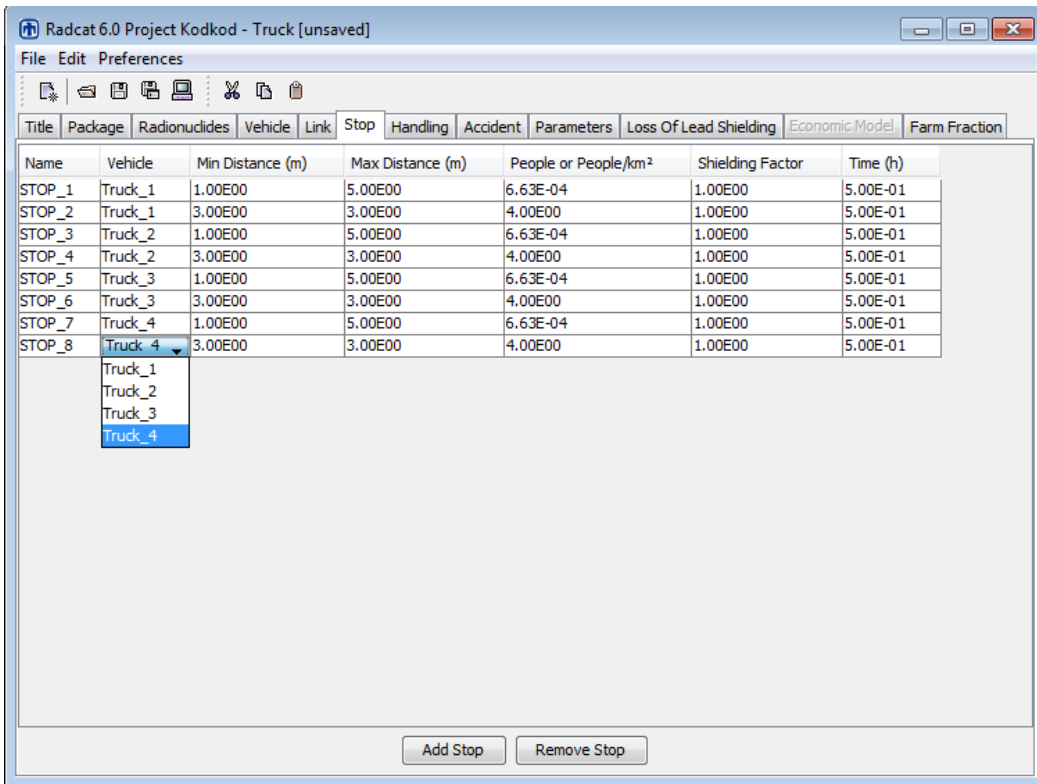 Radcat 6.0 Project Kodkod - Truck [unsaved]
File Edit Preferences
Title Package Radionuclides Vehicle Link Stop Handling Accident Parameters Loss Of Lead Shielding Economic Model Farm Fraction
Name Vehicle Min Distance (m) Max Distance (m) People or People/km² Shielding Factor Time (h)
STOP_1 Truck_1 1.00E00 5.00E00 6.63E-04 1.00E00 5.00E-01
STOP_2 Truck_1 3.00E00 3.00E00 4.00E00 1.00E00 5.00E-01
STOP_3 Truck_2 1.00E00 5.00E00 6.63E-04 1.00E00 5.00E-01
STOP_4 Truck_2 3.00E00 3.00E00 4.00E00 1.00E00 5.00E-01
STOP_5 Truck_3 1.00E00 5.00E00 6.63E-04 1.00E00 5.00E-01
STOP_6 Truck_3 3.00E00 3.00E00 4.00E00 1.00E00 5.00E-01
STOP_7 Truck_4 1.00E00 5.00E00 6.63E-04 1.00E00 5.00E-01
STOP_8 Truck_4 3.00E00 3.00E00 4.00E00 1.00E00 5.00E-01
Truck_1
Truck_2
Truck_3
Truck_4
Add Stop Remove Stop